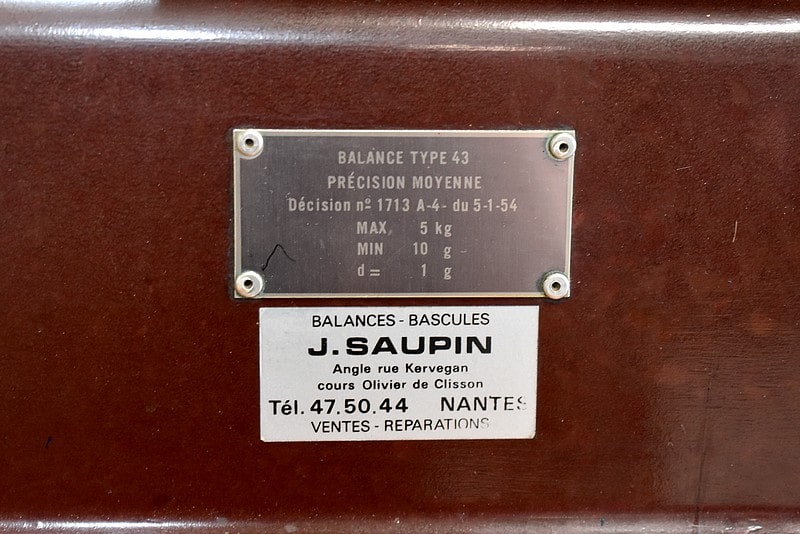 BALANCE TYPE 43
PRÉCISION MOYENNE
Décision nº 1713 A-4- du 5-1-54
MAX. 5 kg
MIN 10 g
d = 1 g
BALANCES - BASCULES
J. SAUPIN
Angle rue Kervegan
cours Olivier de Clisson
Tél. 47.50.44 NANTES
VENTES - REPARATIONS